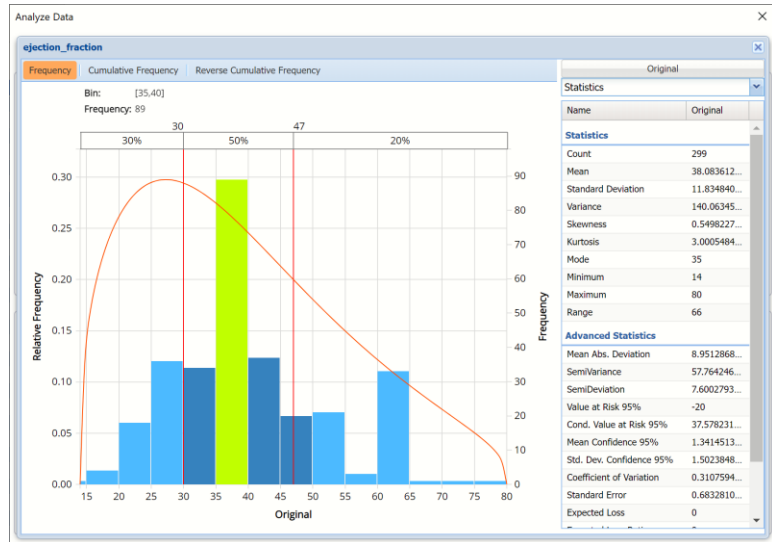 Analyze Data
ejection_fraction
Frequency Cumulative Frequency Reverse Cumulative Frequency
Bin: [35,40]
Frequency: 89
30 47
30% 50% 20%
0.30
0.25
0.20
0.15
0.10
0.05
0.00
Relative Frequency
90
80
70
60
50
40
30
20
10
0
Frequency
15 20 25 30 35 40 45 50 55 60 65 70 75 80
Original
Original
Statistics
Name Original
Statistics
Count 299
Mean 38.083612...
Standard Deviation 11.834840...
Variance 140.06345...
Skewness 0.5498227...
Kurtosis 3.0005484...
Mode 35
Minimum 14
Maximum 80
Range 66
Advanced Statistics
Mean Abs. Deviation 8.9512868...
SemiVariance 57.764246...
SemiDeviation 7.6002793...
Value at Risk 95% -20
Cond. Value at Risk 95% 37.578231...
Mean Confidence 95% 1.3414513...
Std. Dev. Confidence 95% 1.5023848...
Coefficient of Variation 0.3107594...
Standard Error 0.6832810...
Expected Loss 0